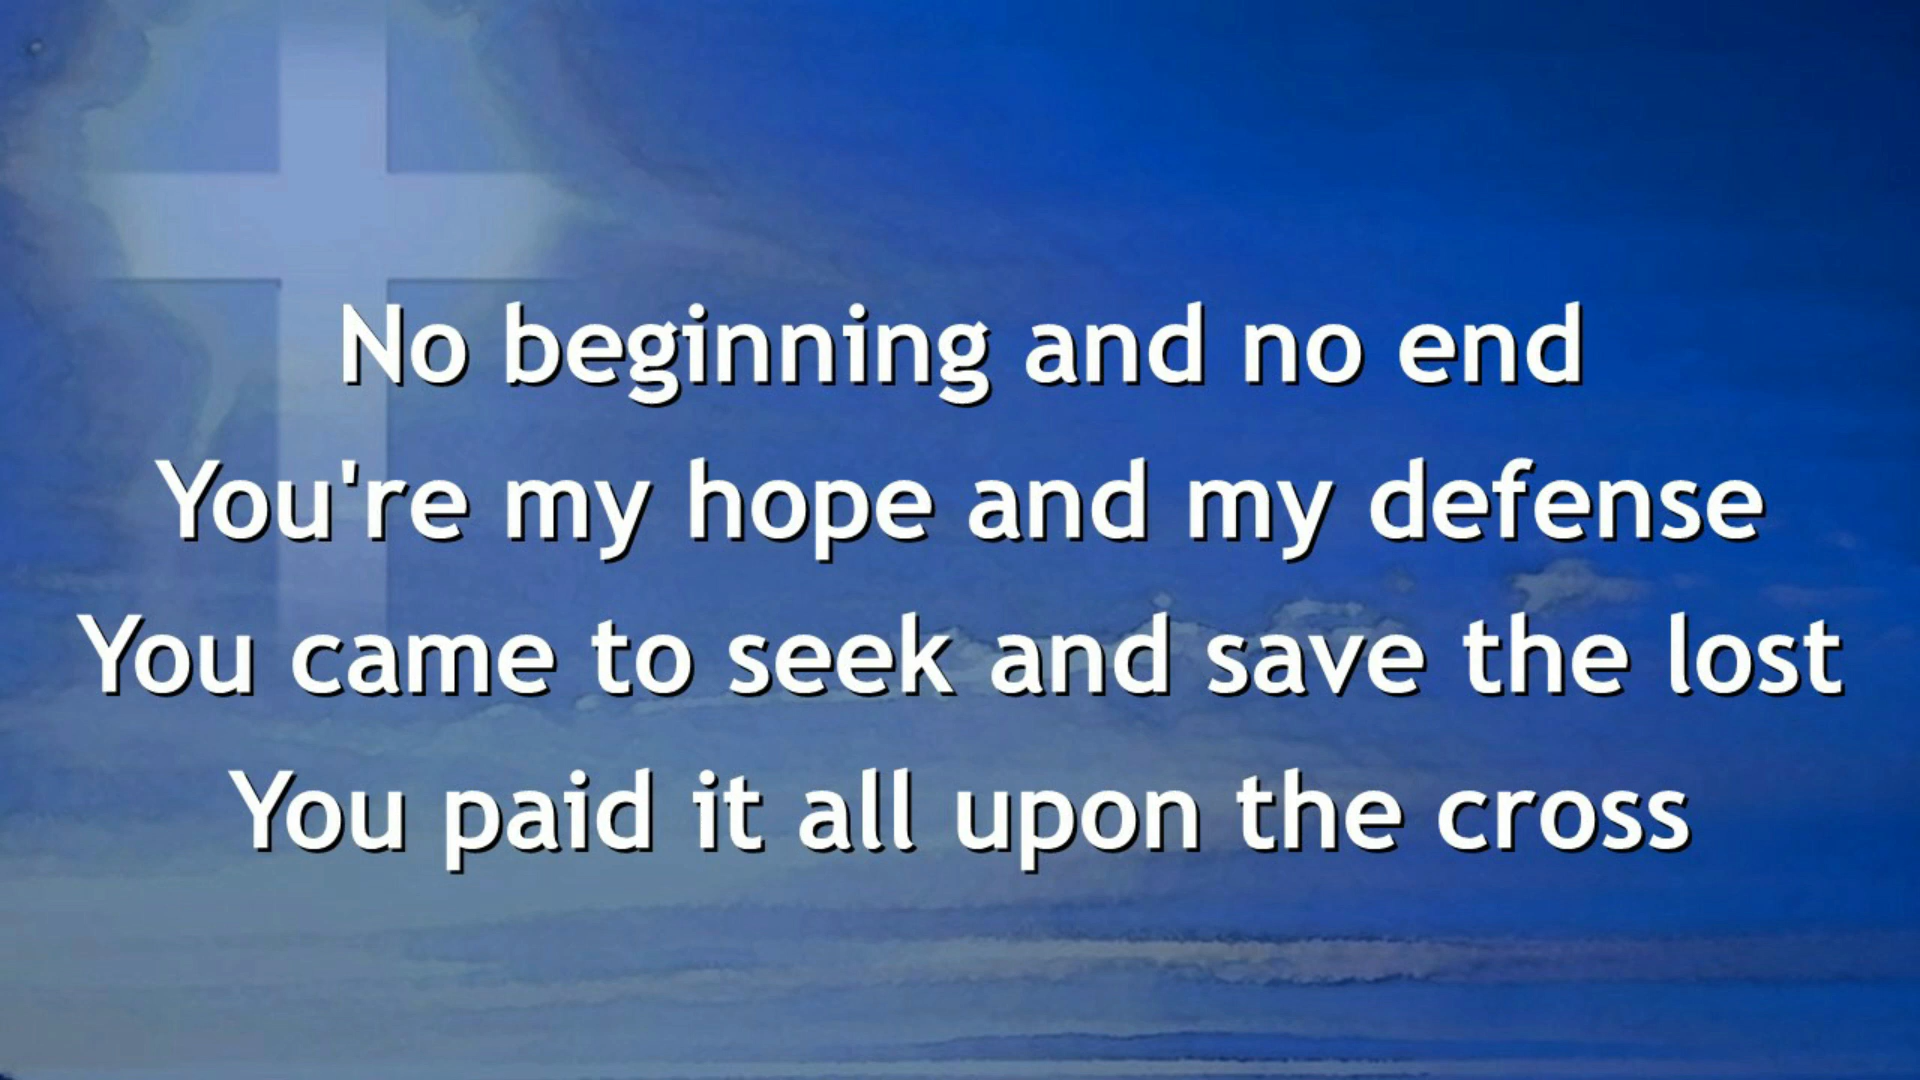 No beginning and no end
You're my hope and my defense
You came to seek and save the lost
You paid it all upon the cross